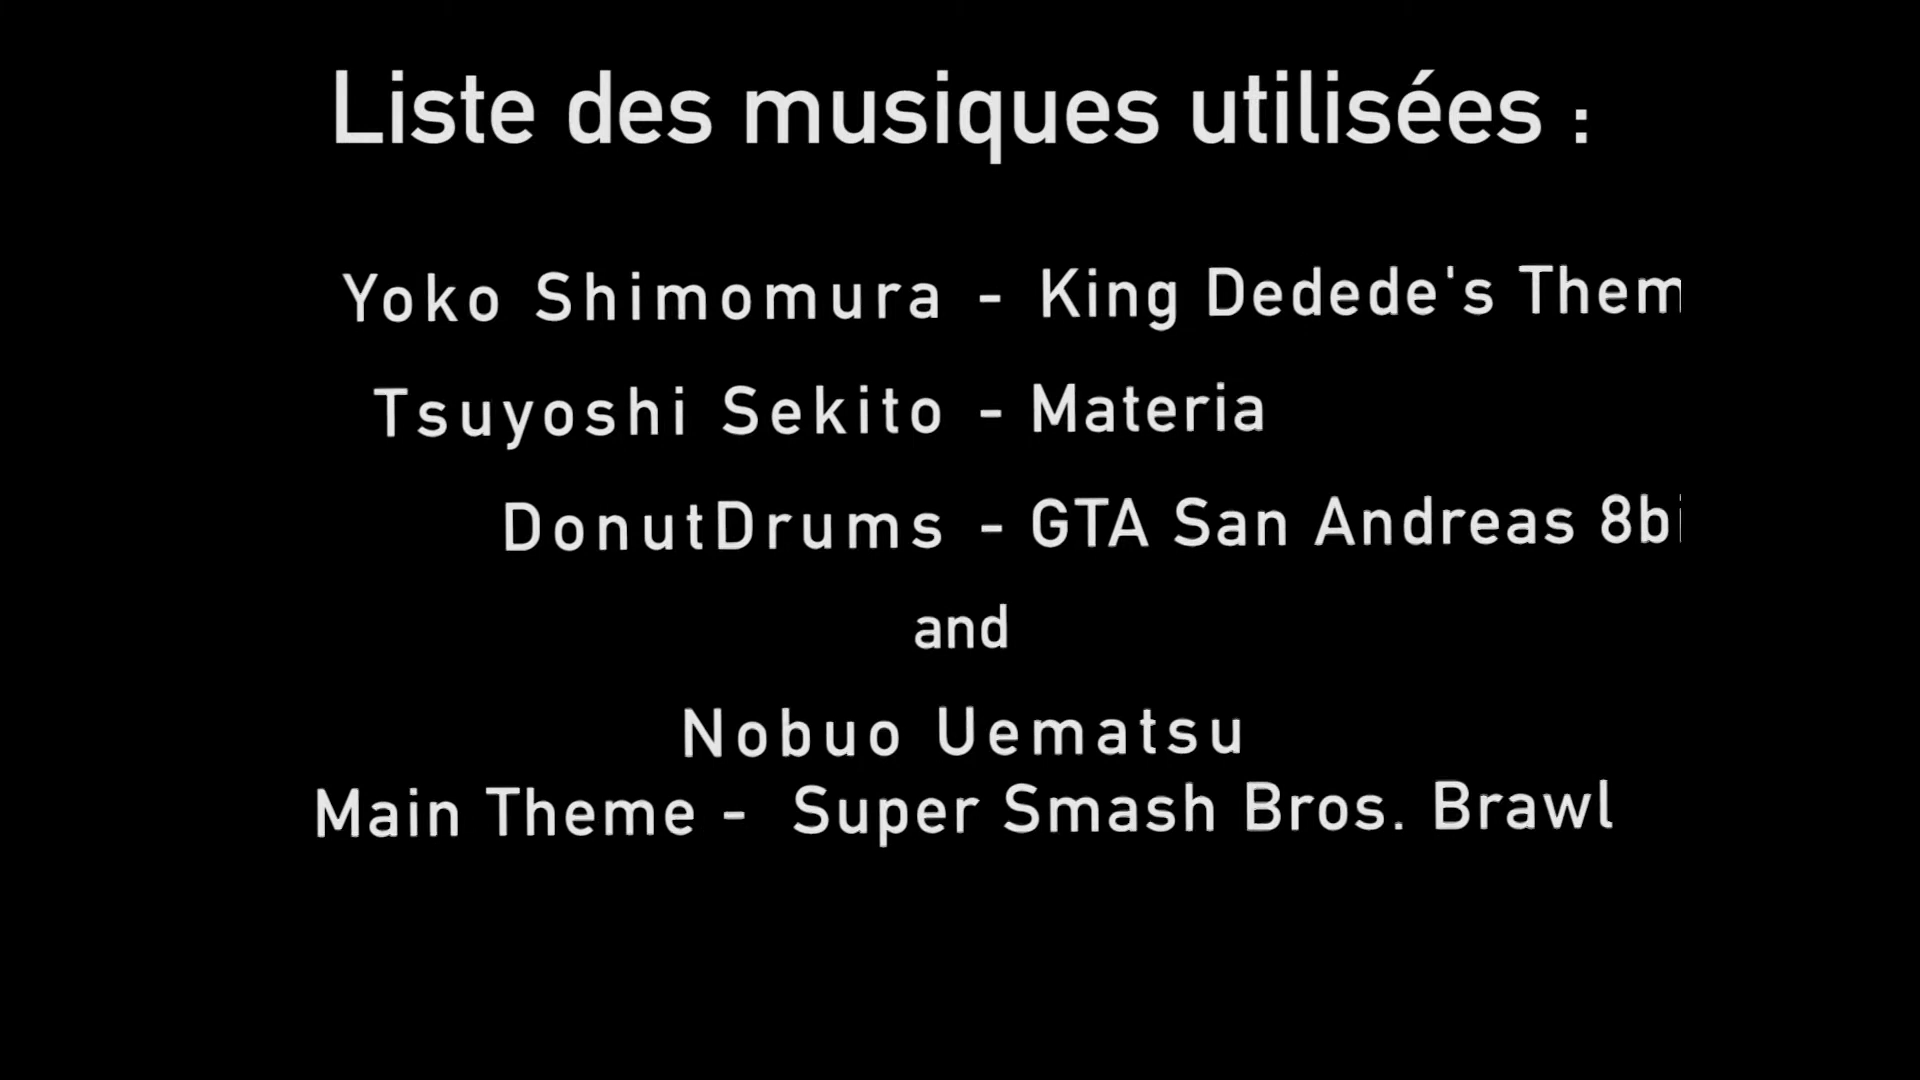 Liste des musiques utilisées :
Yoko Shimomura - King Dedede's Them
Tsuyoshi Sekito - Materia
DonutDrums - GTA San Andreas 8bi
and
Nobuo Uematsu
Main Theme - Super Smash Bros. Brawl